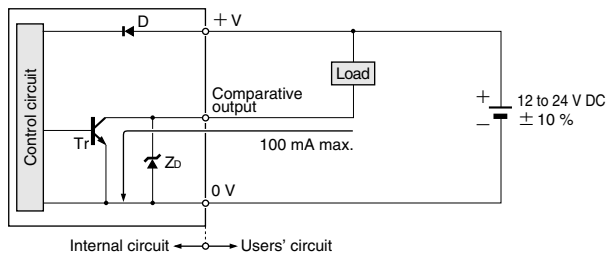 D
＋V
Load
Comparative
output
Control circuit
Tr
ZD
100 mA max.
0 V
＋
－
12 to 24 V DC
± 10 %
Internal circuit
Users' circuit